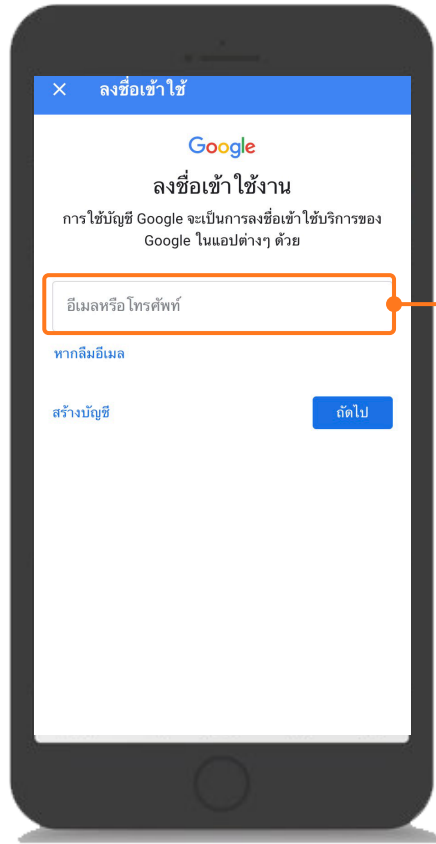 × ลงชื่อเข้าใช้
Google
ลงชื่อเข้าใช้งาน
การใช้บัญชี Google จะเป็นการลงชื่อเข้าใช้บริการของ
Google ในแอปต่างๆ ด้วย
อีเมลหรือโทรศัพท์
หากลืมอีเมล
สร้างบัญชี
ถัดไป